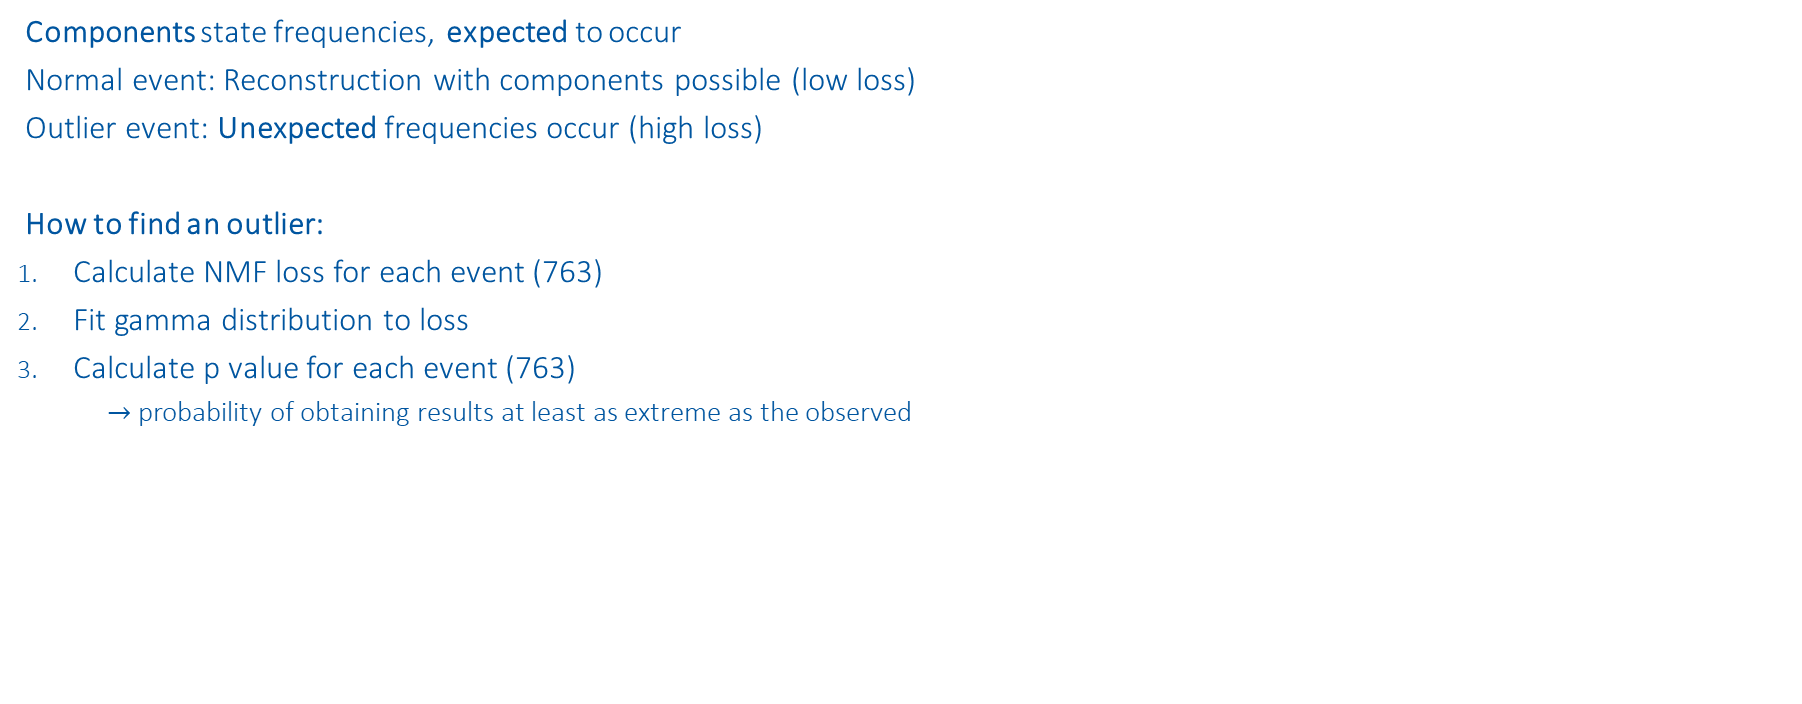 Components state frequencies, expected to occur
Normal event: Reconstruction with components possible (low loss)
Outlier event: Unexpected frequencies occur (high loss)
How to find an outlier:
1. Calculate NMF loss for each event (763)
2. Fit gamma distribution to loss
3. Calculate p value for each event (763)
→ probability of obtaining results at least as extreme as the observed